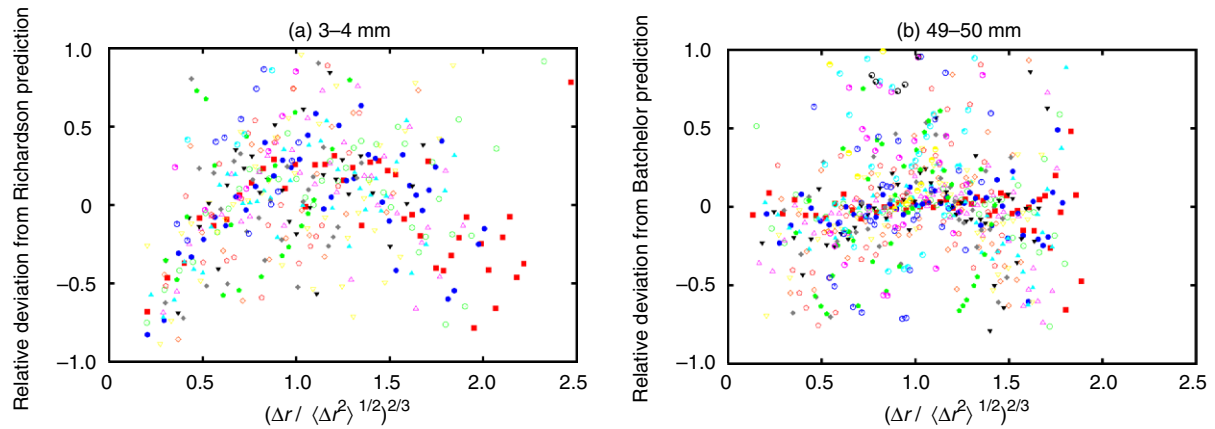 (a) 3–4 mm
Relative deviation from Richardson prediction
1.0
0.5
0
–0.5
–1.0
0 0.5 1.0 1.5 2.0 2.5
(Δr / ⟨Δr²⟩ ^1/2)^2/3
(b) 49–50 mm
Relative deviation from Batchelor prediction
1.0
0.5
0
–0.5
–1.0
0 0.5 1.0 1.5 2.0 2.5
(Δr / ⟨Δr²⟩ ^1/2)^2/3